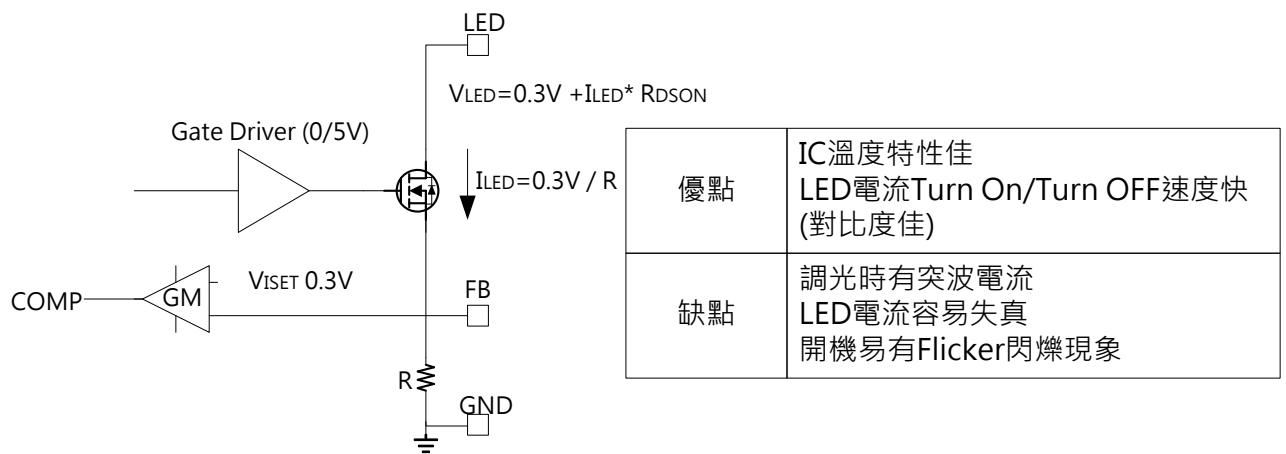 LED
VLED=0.3V +ILED* RDSON
Gate Driver (0/5V)
ILED=0.3V / R
VISET 0.3V
FB
COMP
GM
R
GND
優點
IC溫度特性佳
LED電流Turn On/Turn OFF速度快
(對比度佳)
缺點
調光時有突波電流
LED電流容易失真
開機易有Flicker閃爍現象